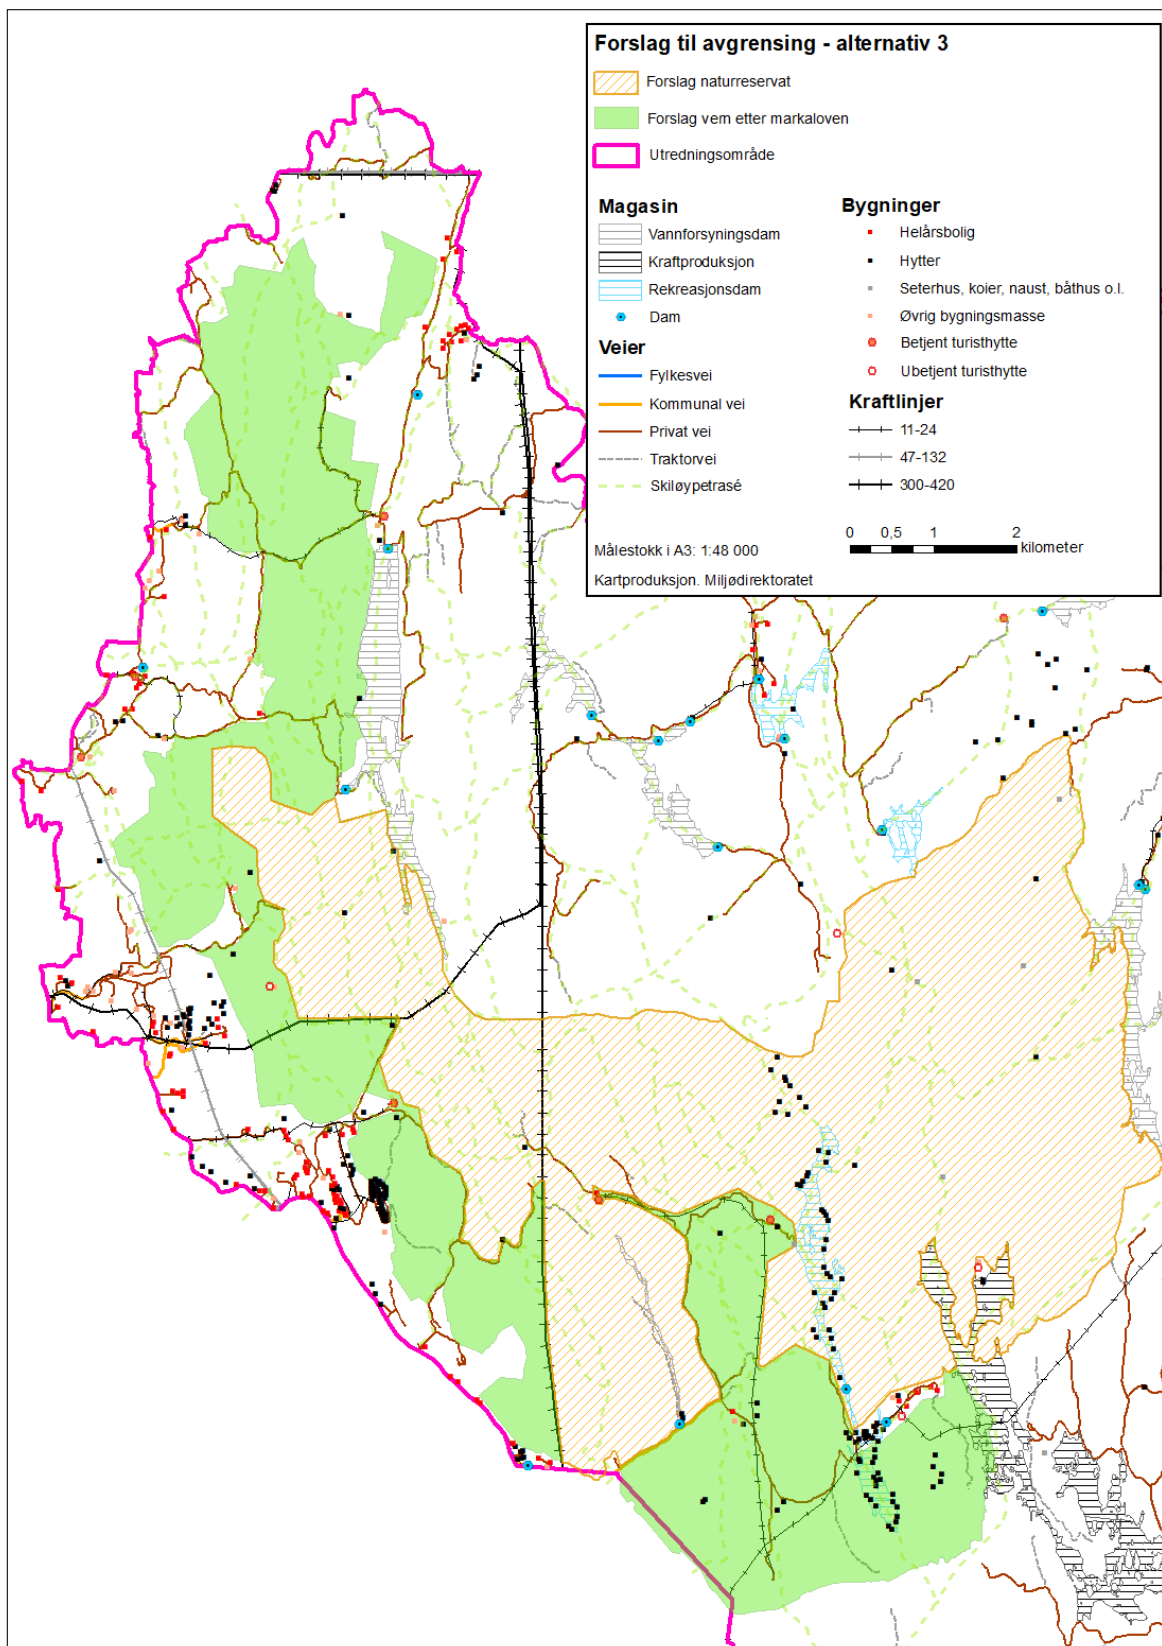 Forslag til avgrensing - alternativ 3
Forslag naturreservat
Forslag vern etter markaloven
Utredningsområde
Magasin
Vannforsyningsdam
Kraftproduksjon
Rekreasjonsdam
Dam
Veier
Fylkesvei
Kommunal vei
Privat vei
Traktorvei
Skiløypetrasé
Bygninger
Helårsbolig
Hytter
Seterhus, koier, naust, båthus o.l.
Øvrig bygningsmasse
Betjent turisthytte
Ubetjent turisthytte
Kraftlinjer
11-24
47-132
300-420
0 0,5 1 2
kilometer
Målestokk i A3: 1:48 000
Kartproduksjon. Miljødirektoratet